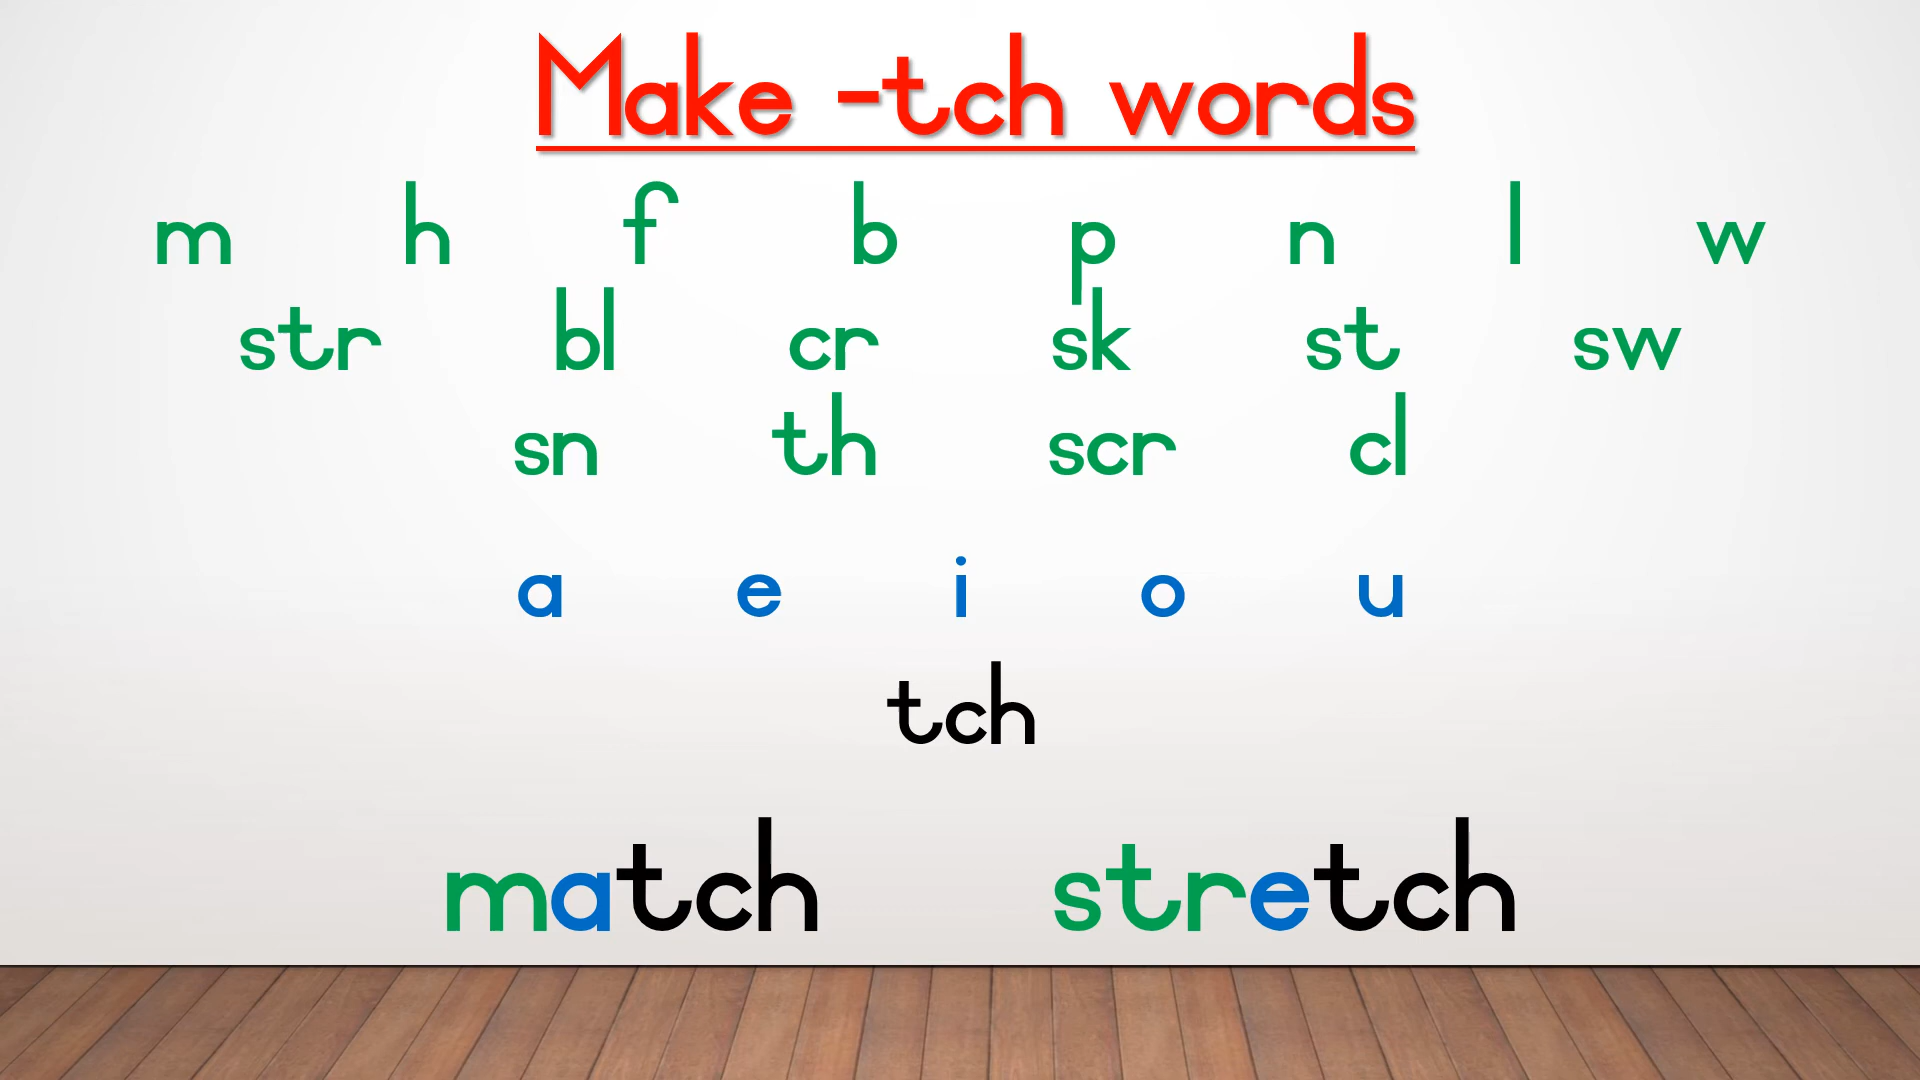 Make -tch words
m h f b p n l w
str bl cr sk st sw
sn th scr cl
a e i o u
tch
match stretch